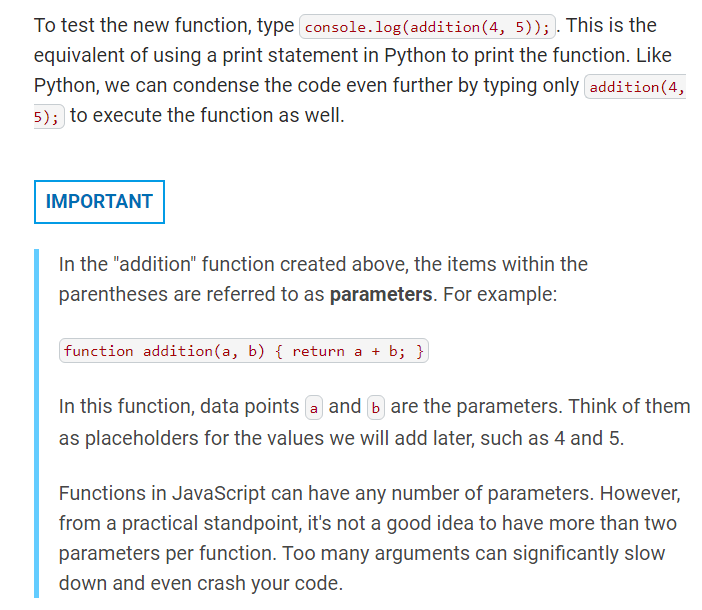 To test the new function, type console.log(addition(4, 5));. This is the
equivalent of using a print statement in Python to print the function. Like
Python, we can condense the code even further by typing only addition(4,
5); to execute the function as well.
IMPORTANT
In the "addition" function created above, the items within the
parentheses are referred to as parameters. For example:
function addition(a, b) { return a + b; }
In this function, data points a and b are the parameters. Think of them
as placeholders for the values we will add later, such as 4 and 5.
Functions in JavaScript can have any number of parameters. However,
from a practical standpoint, it's not a good idea to have more than two
parameters per function. Too many arguments can significantly slow
down and even crash your code.